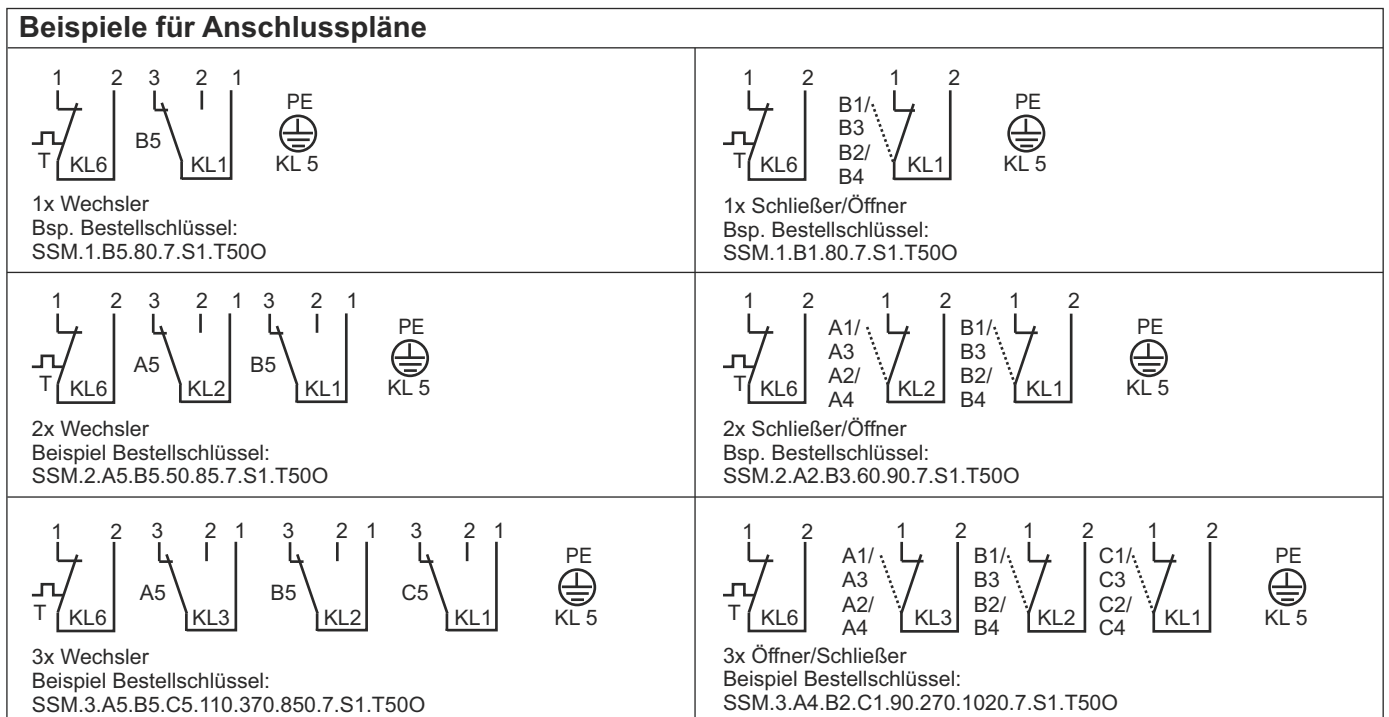 Beispiele für Anschlusspläne
1 2 3 2 1
PE
B5
T KL6 KL1 KL 5
1x Wechsler
Bsp. Bestellschlüssel:
SSM.1.B5.80.7.S1.T50O
1 2 1 2
B1/ PE
B3
B2/
T KL6 KL1 KL 5
B4
1x Schließer/Öffner
Bsp. Bestellschlüssel:
SSM.1.B1.80.7.S1.T50O
1 2 3 2 1 3 2 1
PE
A5 B5
T KL6 KL2 KL1 KL 5
2x Wechsler
Beispiel Bestellschlüssel:
SSM.2.A5.B5.50.85.7.S1.T50O
1 2 1 2 1 2
A1/ B1/ PE
A3 B3
A2/ B2/
T KL6 KL2 KL1 KL 5
A4 B4
2x Schließer/Öffner
Bsp. Bestellschlüssel:
SSM.2.A2.B3.60.90.7.S1.T50O
1 2 3 2 1 3 2 1 3 2 1
PE
A5 B5 C5
T KL6 KL3 KL2 KL1 KL 5
3x Wechsler
Beispiel Bestellschlüssel:
SSM.3.A5.B5.C5.110.370.850.7.S1.T50O
1 2 1 2 1 2 1 2
A1/ B1/ C1/ PE
A3 B3 C3
A2/ B2/ C2/
T KL6 KL3 KL2 KL1 KL 5
A4 B4 C4
3x Öffner/Schließer
Beispiel Bestellschlüssel:
SSM.3.A4.B2.C1.90.270.1020.7.S1.T50O